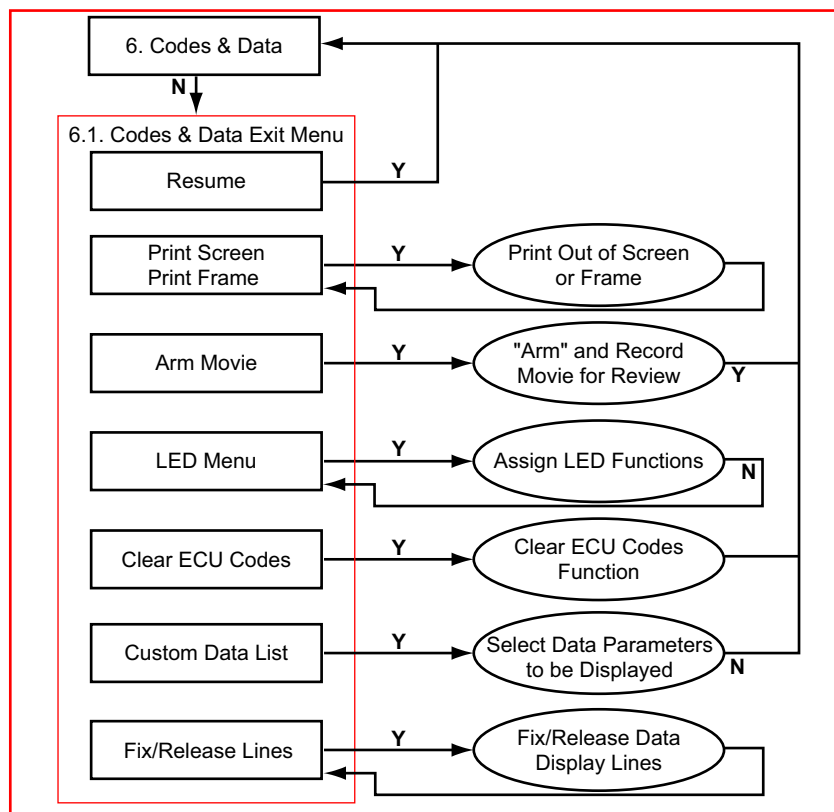 6. Codes & Data
N
6.1. Codes & Data Exit Menu
Resume
Y
Print Screen
Print Frame
Y
Print Out of Screen
or Frame
Arm Movie
Y
"Arm" and Record
Movie for Review
Y
LED Menu
Y
Assign LED Functions
N
Clear ECU Codes
Y
Clear ECU Codes
Function
Custom Data List
Y
Select Data Parameters
to be Displayed
N
Fix/Release Lines
Y
Fix/Release Data
Display Lines